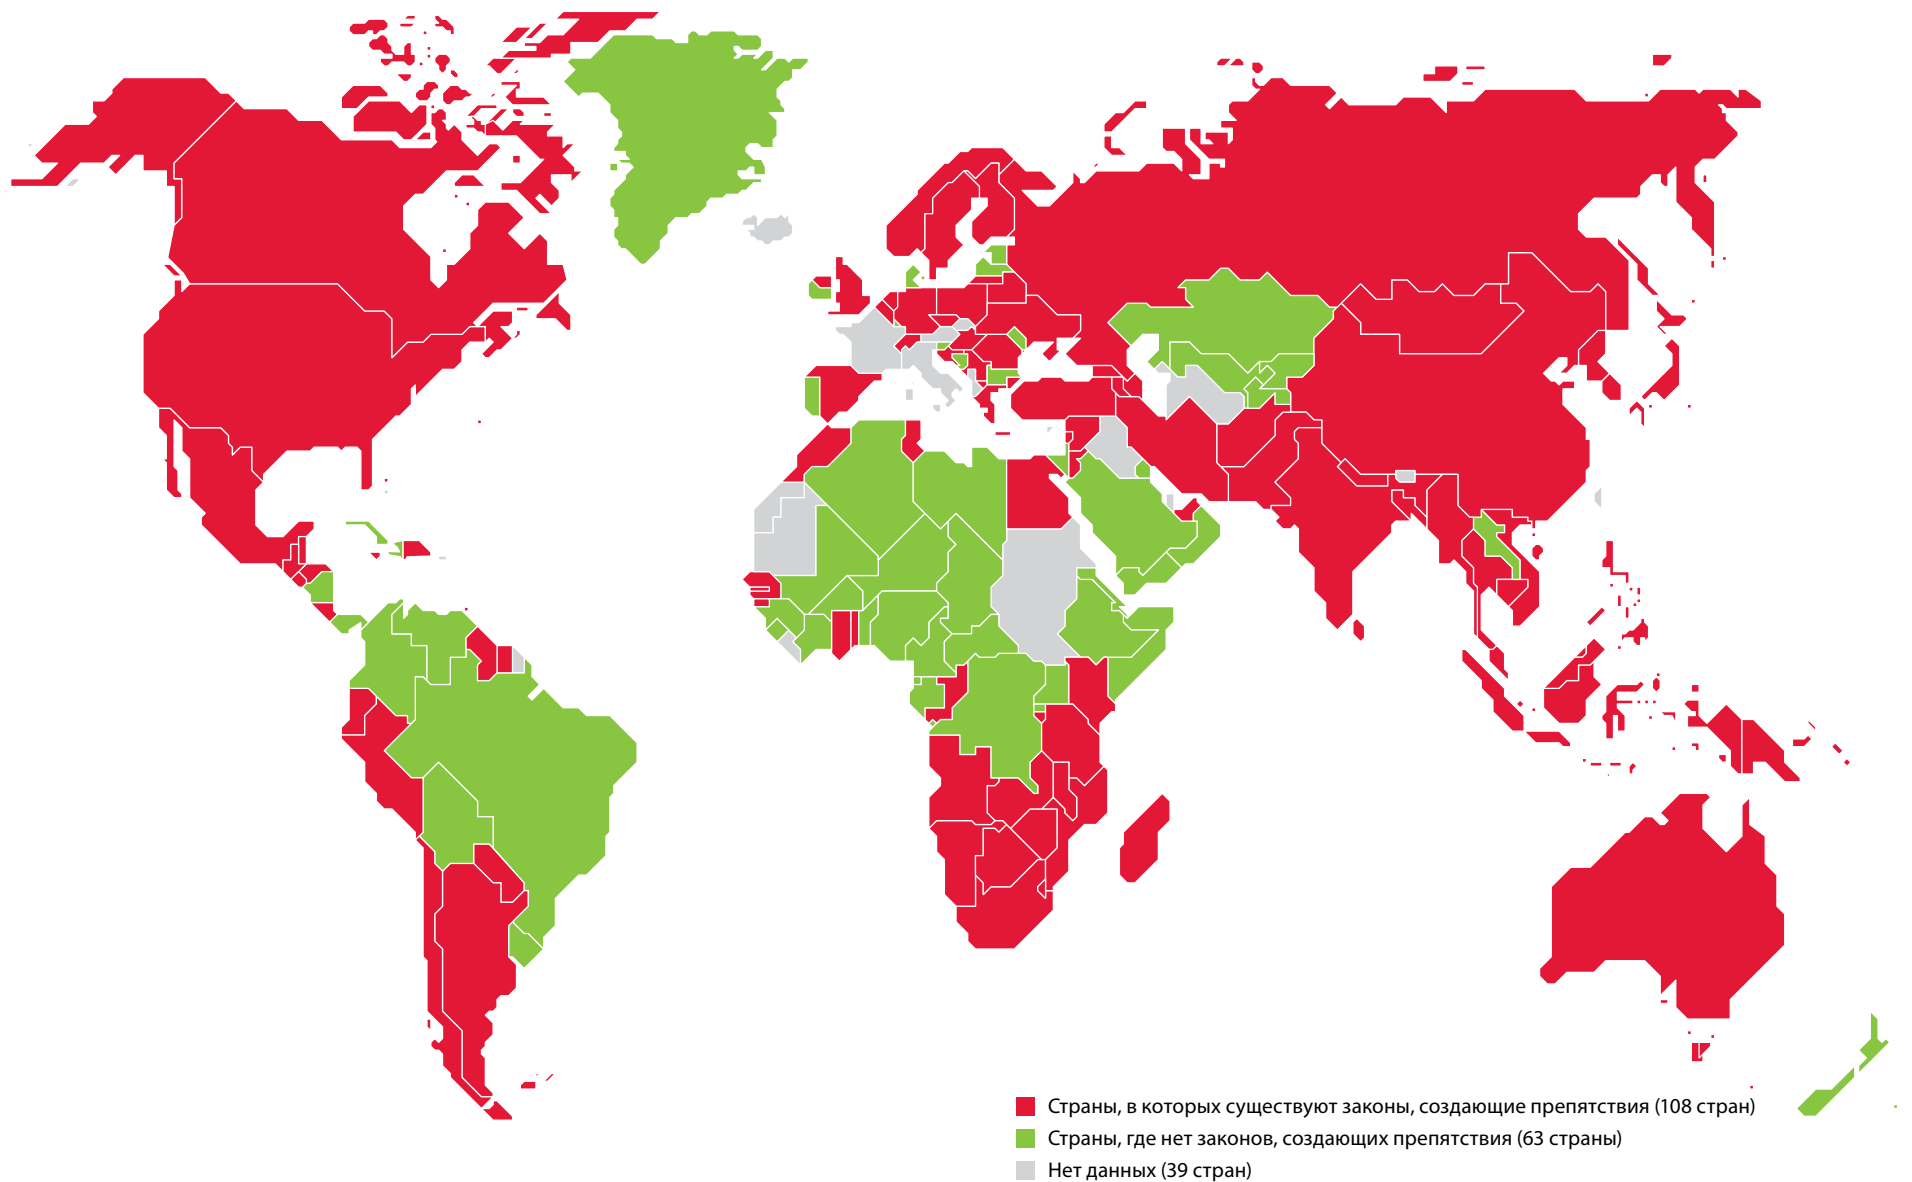 Страны, в которых существуют законы, создающие препятствия (108 стран)
Страны, где нет законов, создающих препятствия (63 страны)
Нет данных (39 стран)